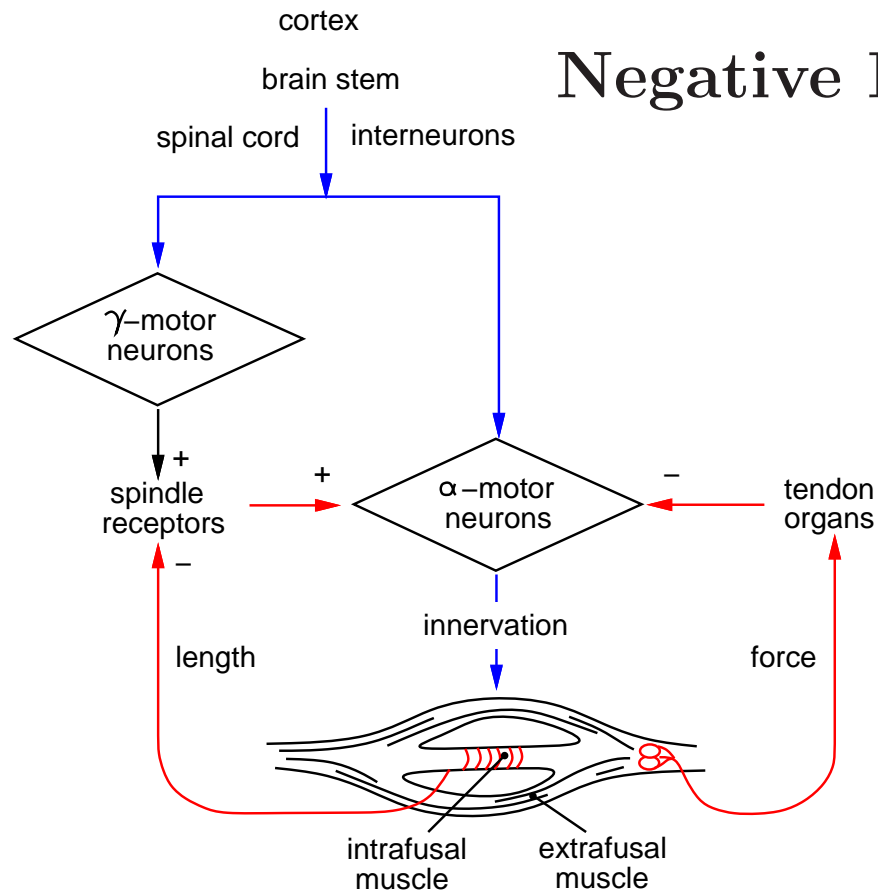 cortex
Negative
brain stem
spinal cord
interneurons
γ–motor
neurons
+
spindle
receptors
+
α–motor
neurons
–
tendon
organs
–
innervation
length
force
intrafusal
muscle
extrafusal
muscle